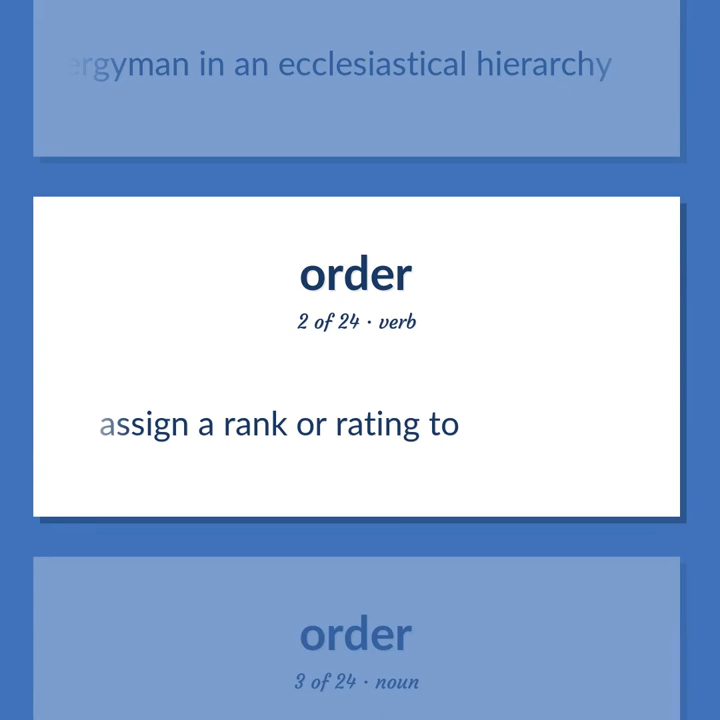 ergyman in an ecclesiastical hierarchy
order
2 of 24 · verb
assign a rank or rating to
order
3 of 24 · noun